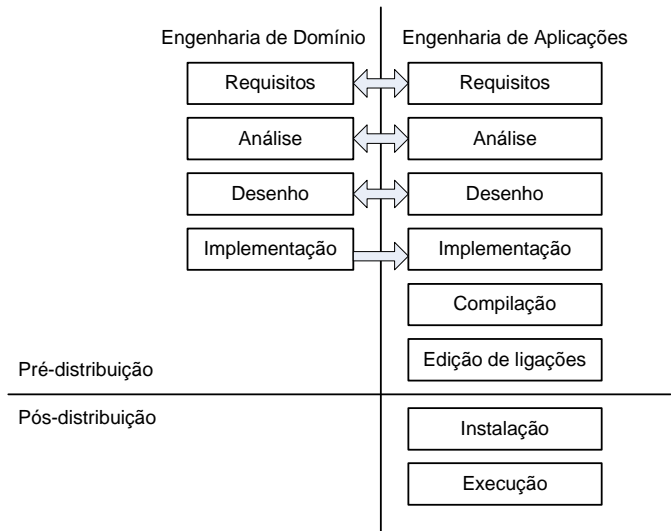 Engenharia de Domínio
Engenharia de Aplicações
Requisitos
Requisitos
Análise
Análise
Desenho
Desenho
Implementação
Implementação
Compilação
Edição de ligações
Pré-distribuição
Pós-distribuição
Instalação
Execução